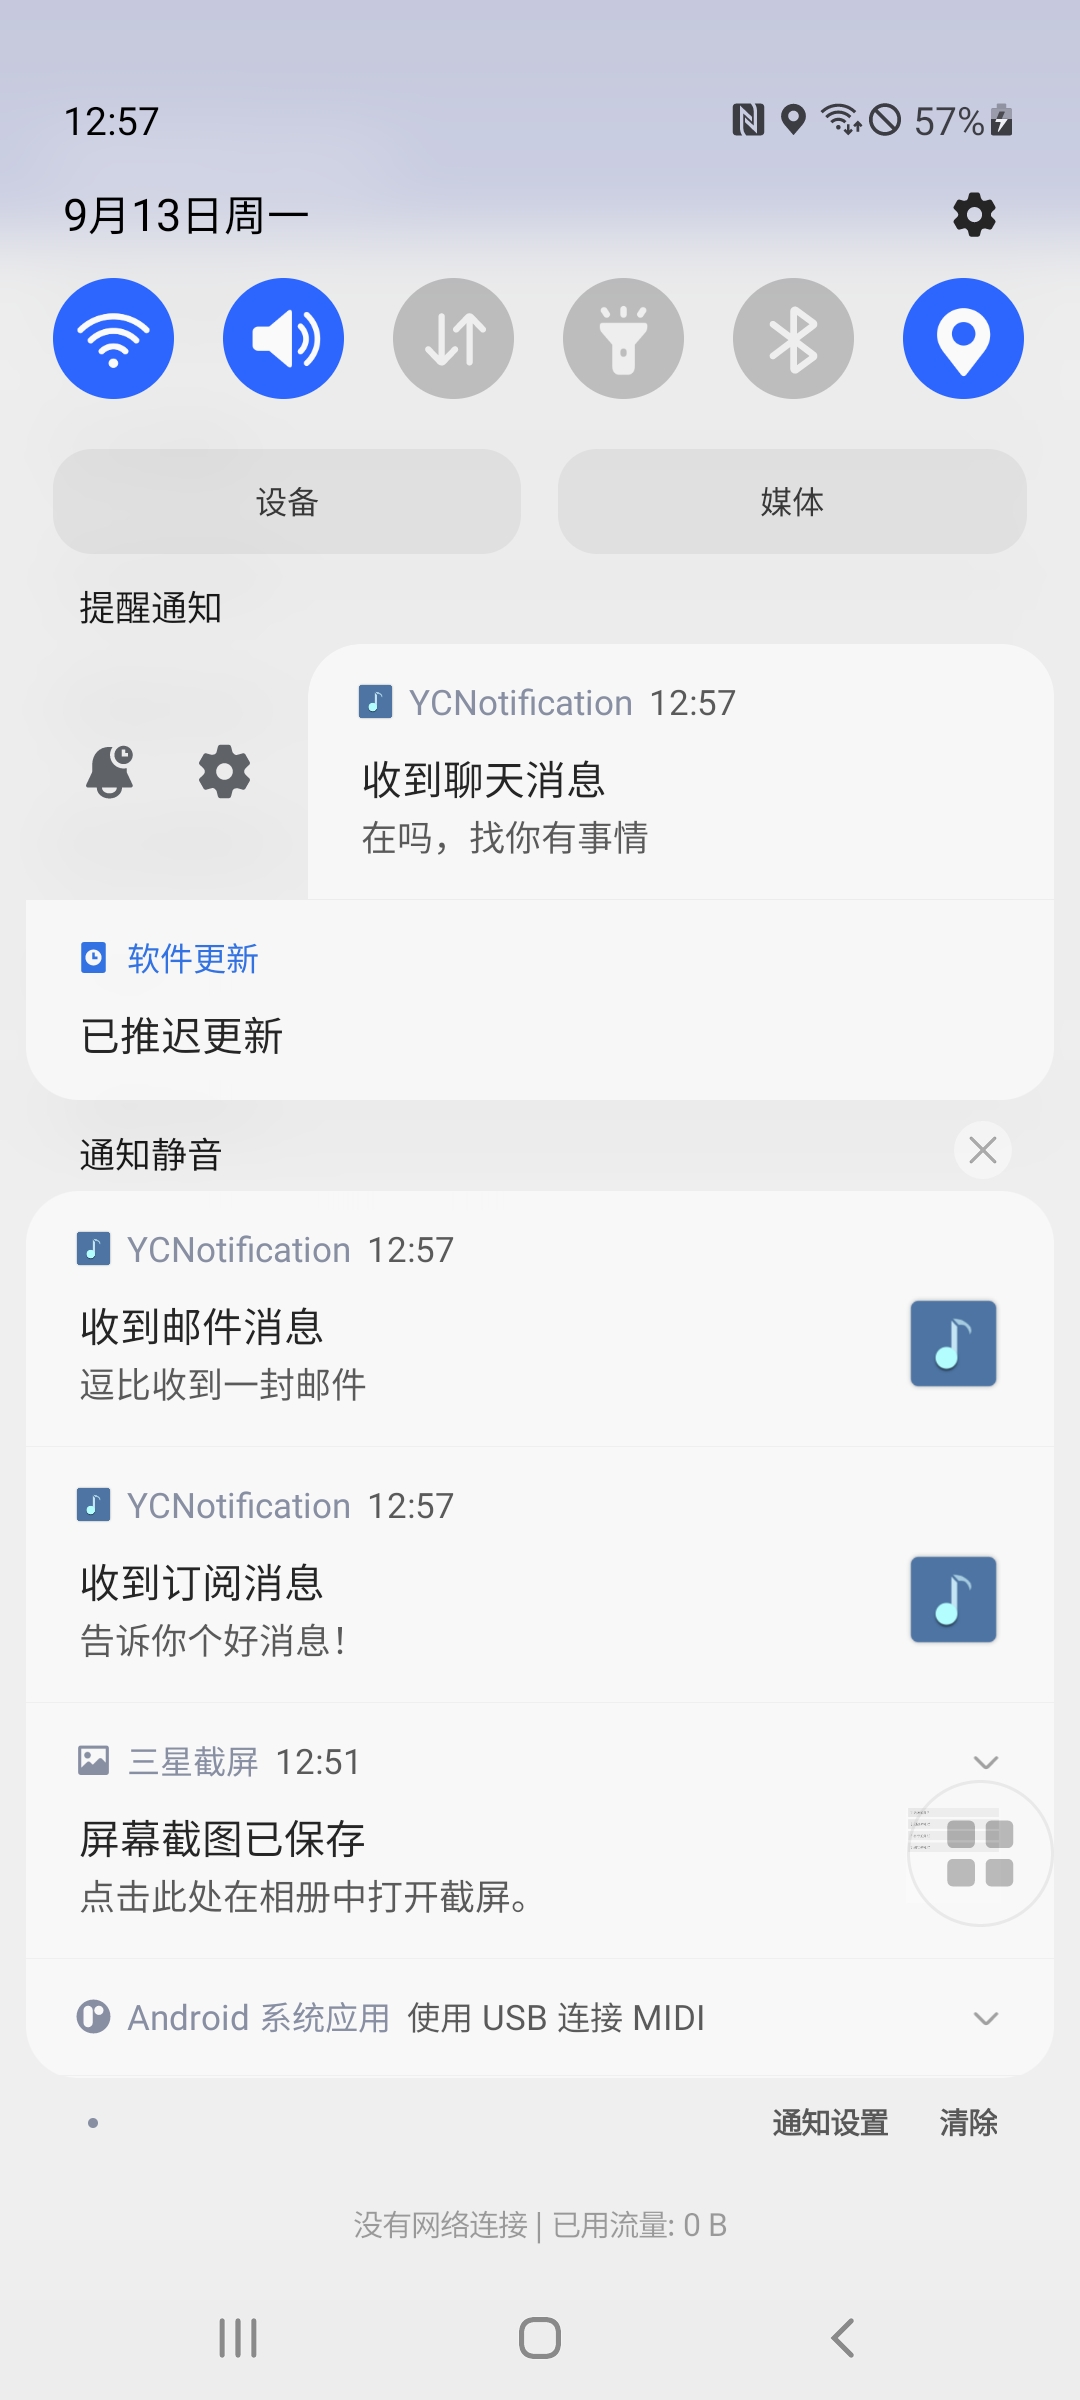 12:57
57%
9月13日周一
设备
媒体
提醒通知
YCNotification 12:57
收到聊天消息
在吗，找你有事情
软件更新
已推迟更新
通知静音
YCNotification 12:57
收到邮件消息
逗比收到一封邮件
YCNotification 12:57
收到订阅消息
告诉你个好消息！
三星截屏 12:51
屏幕截图已保存
点击此处在相册中打开截屏。
Android 系统应用 使用 USB 连接 MIDI
通知设置 清除
没有网络连接 | 已用流量: 0 B